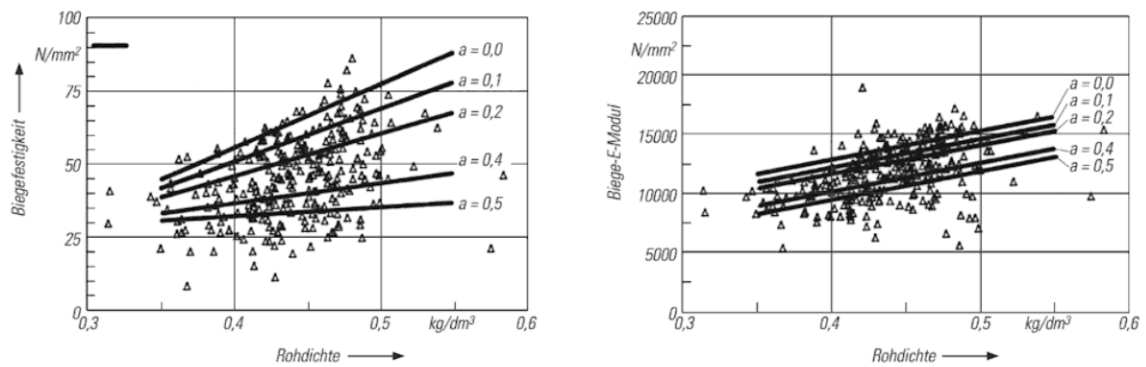 100
N/mm²
75
50
25
0
Biegefestigkeit
a = 0,0
a = 0,1
a = 0,2
a = 0,4
a = 0,5
0,3
0,4
0,5
kg/dm³
0,6
Rohdichte
25000
N/mm²
20000
15000
10000
5000
0
Biege-E-Modul
a = 0,0
a = 0,1
a = 0,2
a = 0,4
a = 0,5
0,3
0,4
0,5
kg/dm³
0,6
Rohdichte